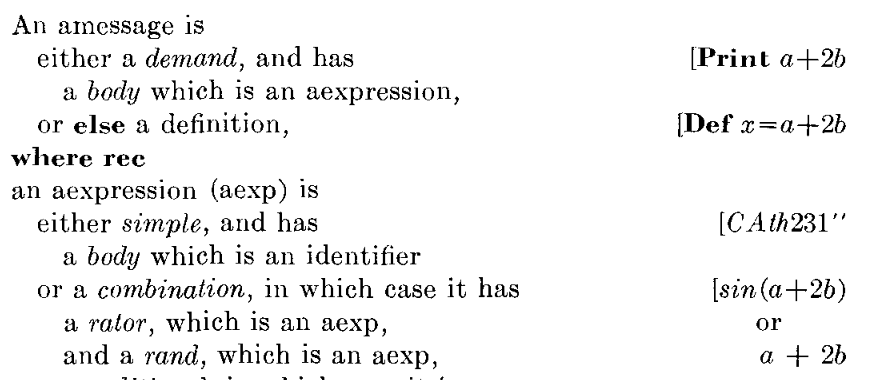 An amessage is
either a demand, and has [Print a+2b
a body which is an aexpression,
or else a definition, [Def x=a+2b
where rec
an aexpression (aexp) is
either simple, and has [CAth231''
a body which is an identifier
or a combination, in which case it has [sin(a+2b)
a rator, which is an aexp, or
and a rand, which is an aexp, a + 2b